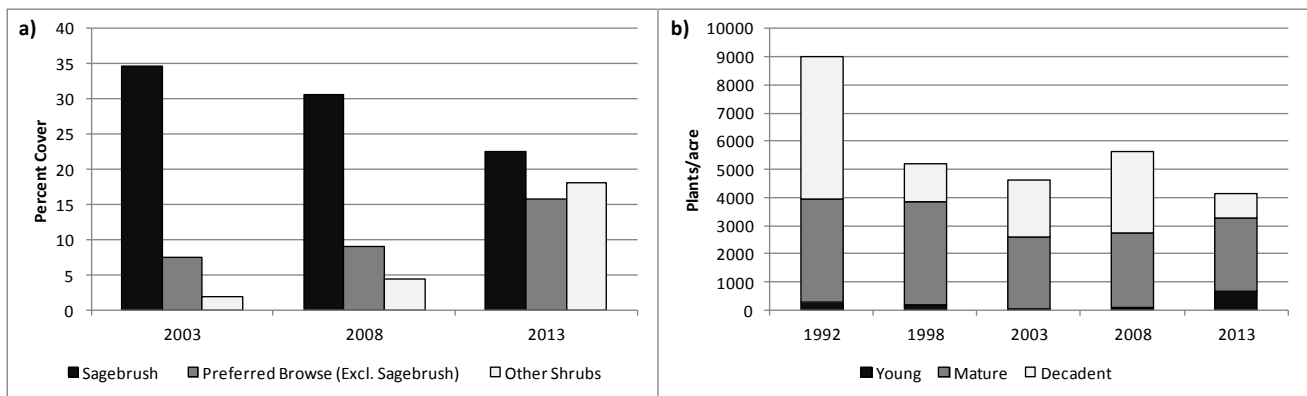 a)
40
35
30
25
20
15
10
5
0
Percent Cover
2003 2008 2013
Sagebrush Preferred Browse (Excl. Sagebrush) Other Shrubs
b)
10000
9000
8000
7000
6000
5000
4000
3000
2000
1000
0
Plants/acre
1992 1998 2003 2008 2013
Young Mature Decadent